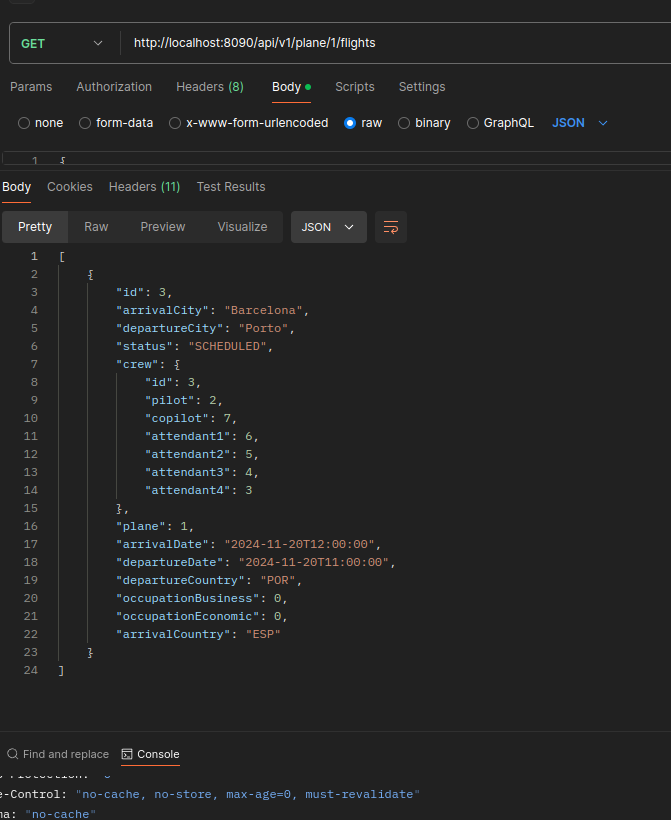 GET http://localhost:8090/api/v1/plane/1/flights
Params Authorization Headers (8) Body Scripts Settings
none form-data x-www-form-urlencoded raw binary GraphQL JSON
1 {
Body Cookies Headers (11) Test Results
Pretty Raw Preview Visualize JSON
1 [
2 {
3 "id": 3,
4 "arrivalCity": "Barcelona",
5 "departureCity": "Porto",
6 "status": "SCHEDULED",
7 "crew": {
8 "id": 3,
9 "pilot": 2,
10 "copilot": 7,
11 "attendant1": 6,
12 "attendant2": 5,
13 "attendant3": 4,
14 "attendant4": 3
15 },
16 "plane": 1,
17 "arrivalDate": "2024-11-20T12:00:00",
18 "departureDate": "2024-11-20T11:00:00",
19 "departureCountry": "POR",
20 "occupationBusiness": 0,
21 "occupationEconomic": 0,
22 "arrivalCountry": "ESP"
23 }
24 ]
Find and replace Console
e-Control: "no-cache, no-store, max-age=0, must-revalidate"
ma: "no-cache"